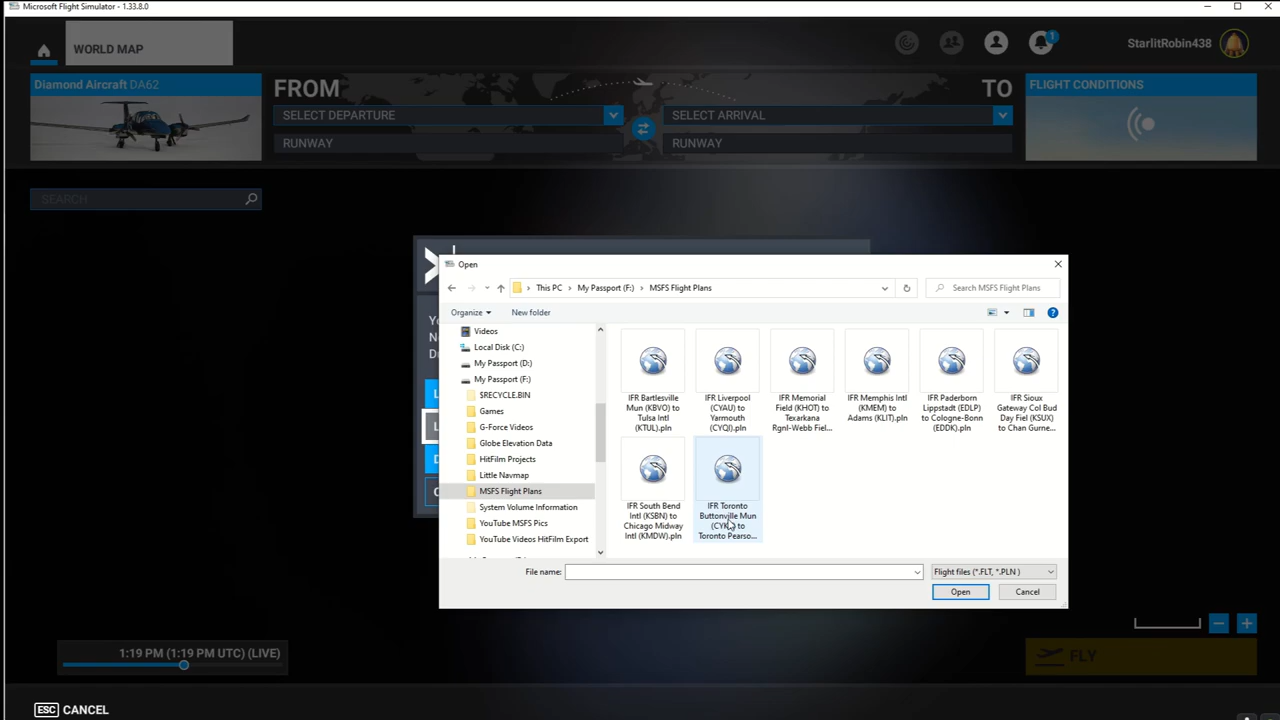 Microsoft Flight Simulator - 1.33.8.0
WORLD MAP
1
StarlitRobin438
Diamond Aircraft DA62
FROM
SELECT DEPARTURE
RUNWAY
TO
SELECT ARRIVAL
RUNWAY
FLIGHT CONDITIONS
SEARCH
Open
This PC
My Passport (F:)
MSFS Flight Plans
Search MSFS Flight Plans
Organize
New folder
Videos
Local Disk (C:)
My Passport (D:)
My Passport (F:)
$RECYCLE.BIN
Games
G-Force Videos
Globe Elevation Data
HitFilm Projects
Little Navmap
MSFS Flight Plans
System Volume Information
YouTube MSFS Pics
YouTube Videos HitFilm Export
IFR Bartlesville
Mun (KBVO) to
Tulsa Intl
(KTUL).pln
IFR Liverpool
(CYAU) to
Yarmouth
(CYQI).pln
IFR Memorial
Field (KHOT) to
Texarkana
Rgnl-Webb Fiel...
IFR Memphis Intl
(KMEM) to
Adams (KLIT).pln
IFR Paderborn
Lippstadt (EDLP)
to Cologne-Bonn
(EDDK).pln
IFR Sioux
Gateway Col Bud
Day Fiel (KSUX)
to Chan Gurne...
IFR South Bend
Intl (KSBN) to
Chicago Midway
Intl (KMDW).pln
IFR Toronto
Buttonville Mun
to
Toronto Pearso...
File name:
Flight files (*.FLT, *.PLN )
Open
Cancel
1:19 PM (1:19 PM UTC) (LIVE)
FLY
ESC CANCEL